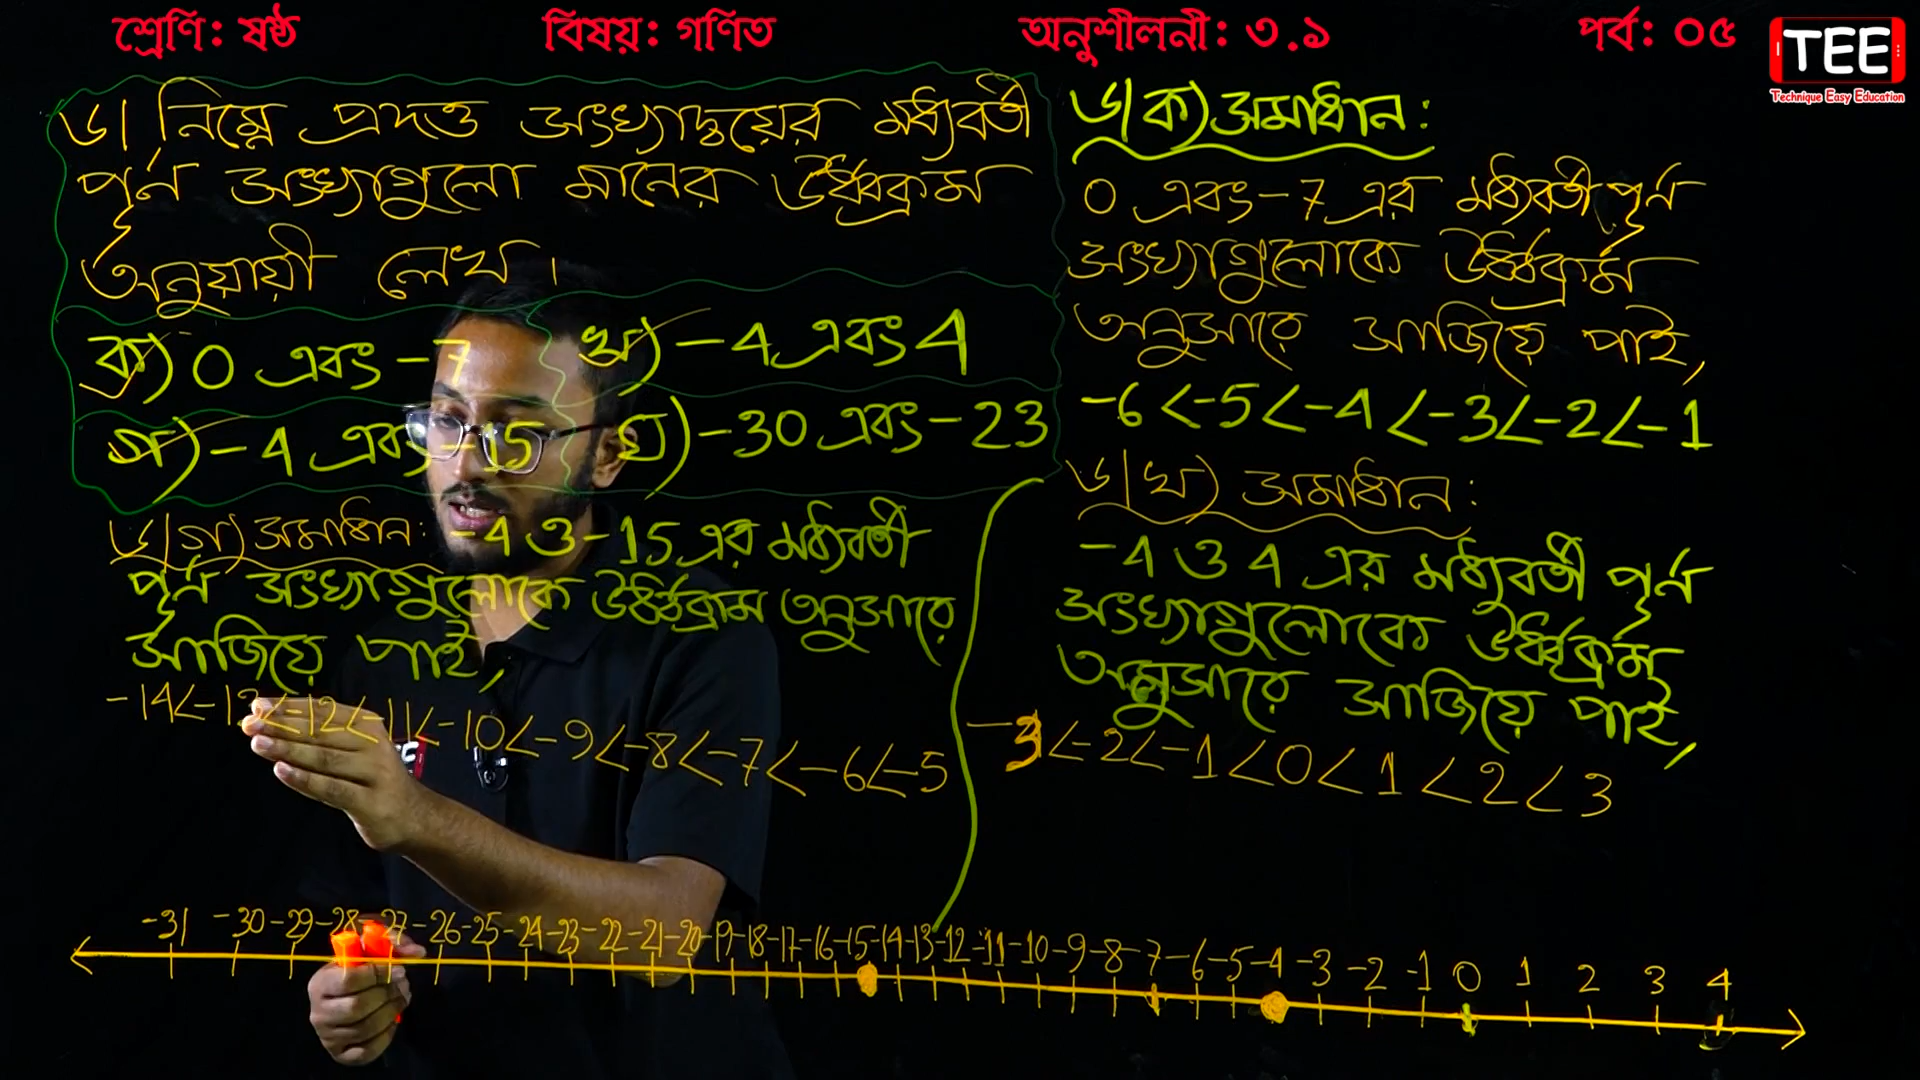 শ্রেণি: ষষ্ঠ বিষয়: গণিত অনুশীলনী: ৩.১ পর্ব: ০৫
TEE
Technique Easy Education
৬। নিম্নে প্রদত্ত সংখ্যাদ্বয়ের মধ্যবর্তী
পূর্ণ সংখ্যাগুলো মানের উর্ধ্বক্রম
অনুযায়ী লেখ।
ক) 0 এবং -7 খ) -4 এবং 4
গ) -4 এবং -15 ঘ) -30 এবং -23
৬।গ) সমাধান: -4 ও -15 এর মধ্যবর্তী
পূর্ণ সংখ্যাগুলোকে উর্ধ্বক্রম অনুসারে
সাজিয়ে পাই,
-14<-13<-12<-11<-10<-9<-8<-7<-6<-5
৬।ক) সমাধান:
0 এবং -7 এর মধ্যবর্তী পূর্ণ
সংখ্যাগুলোকে উর্ধ্বক্রম
অনুসারে সাজিয়ে পাই,
-6<-5<-4<-3<-2<-1
৬।খ) সমাধান:
-4 ও 4 এর মধ্যবর্তী পূর্ণ
সংখ্যাগুলোকে উর্ধ্বক্রম
অনুসারে সাজিয়ে পাই,
-3<-2<-1<0<1<2<3
-31 -30 -29 -28 -27 -26 -25 -24 -23 -22 -21 -20 -19 -18 -17 -16 -15 -14 -13 -12 -11 -10 -9 -8 -7 -6 -5 -4 -3 -2 -1 0 1 2 3 4